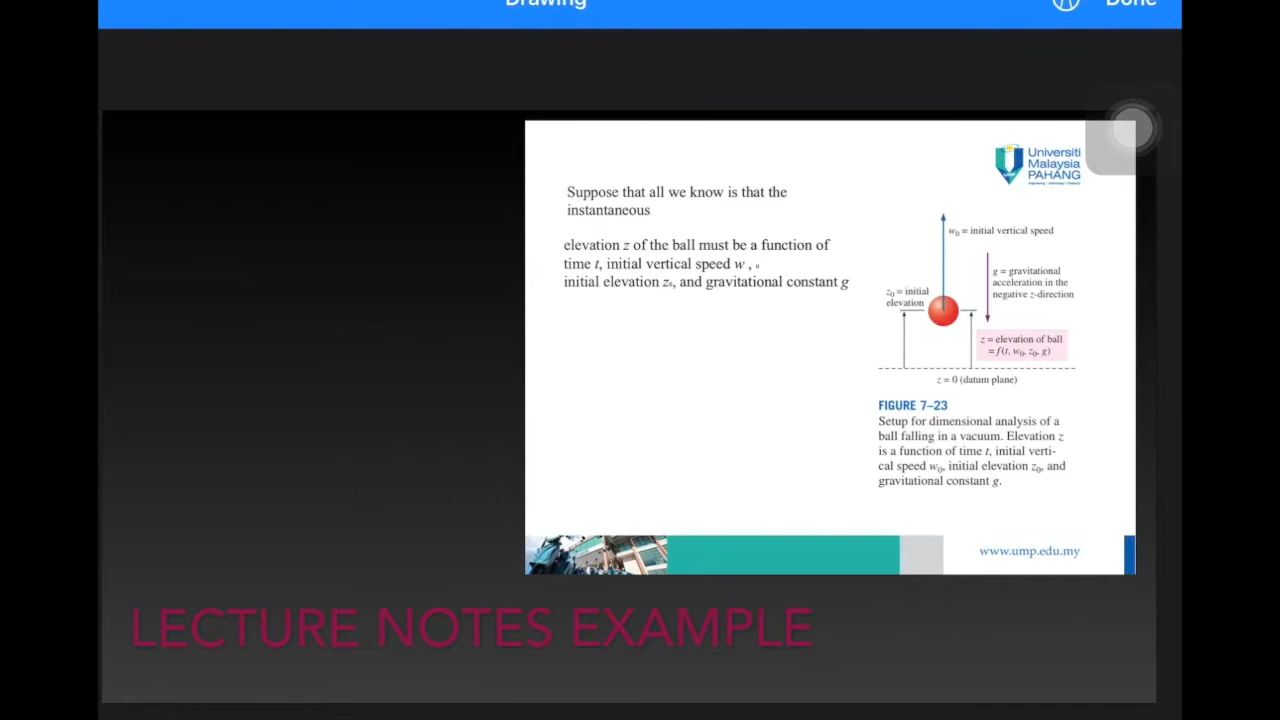 Drawing
Done
Universiti
Malaysia
PAHANG
Suppose that all we know is that the
instantaneous
elevation z of the ball must be a function of
time t, initial vertical speed w , ₀
initial elevation z₀, and gravitational constant g
w₀ = initial vertical speed
g = gravitational
acceleration in the
negative z-direction
z₀ = initial
elevation
z = elevation of ball
= f(t, w₀, z₀, g)
z = 0 (datum plane)
FIGURE 7–23
Setup for dimensional analysis of a
ball falling in a vacuum. Elevation z
is a function of time t, initial verti-
cal speed w₀, initial elevation z₀, and
gravitational constant g.
www.ump.edu.my
LECTURE NOTES EXAMPLE